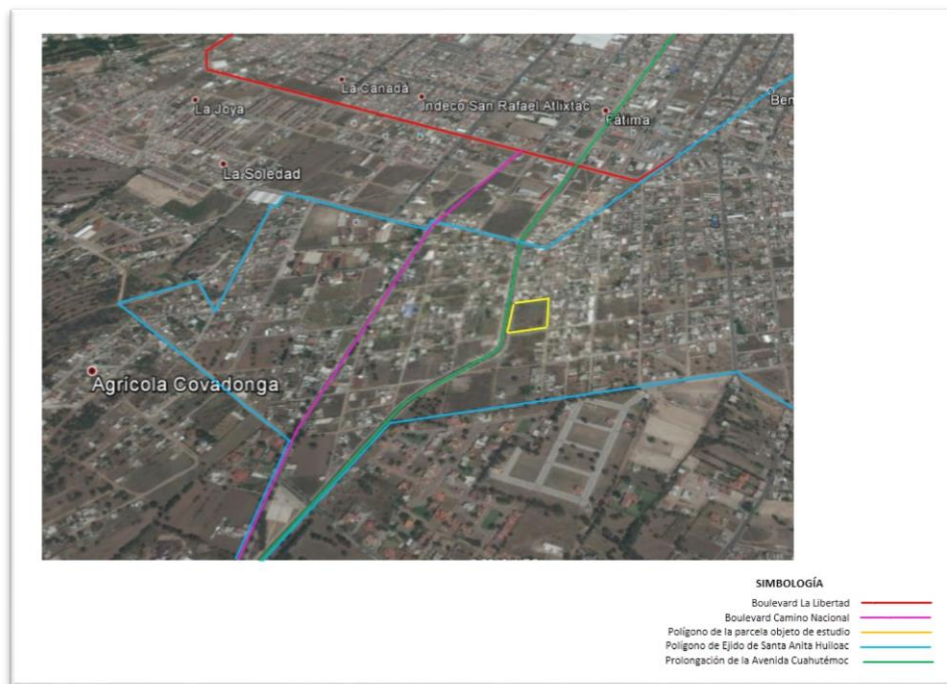 La Cañada
Indeco San Rafael Atlixtac
La Joya
Fátima
Ben
La Soledad
Agrícola Covadonga
SIMBOLOGÍA
Boulevard La Libertad
Boulevard Camino Nacional
Polígono de la parcela objeto de estudio
Polígono de Ejido de Santa Anita Huiloac
Prolongación de la Avenida Cuahutémoc